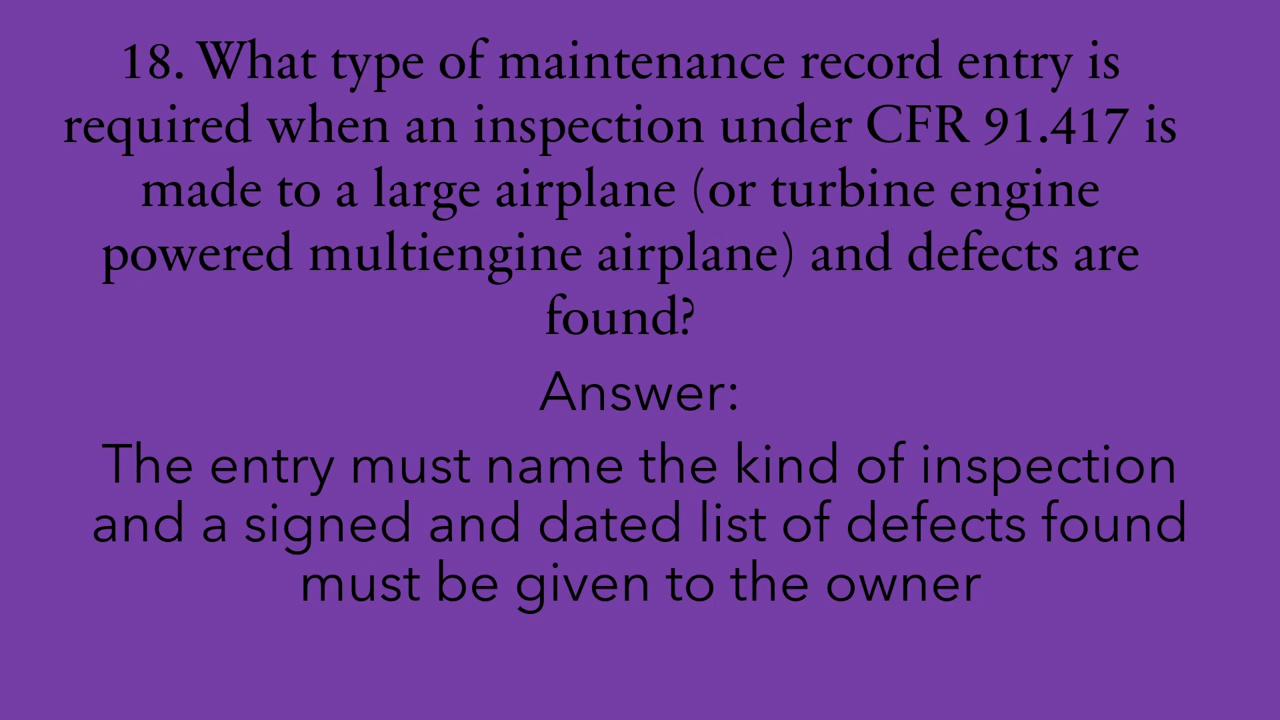 18. What type of maintenance record entry is
required when an inspection under CFR 91.417 is
made to a large airplane (or turbine engine
powered multiengine airplane) and defects are
found?
Answer:
The entry must name the kind of inspection
and a signed and dated list of defects found
must be given to the owner